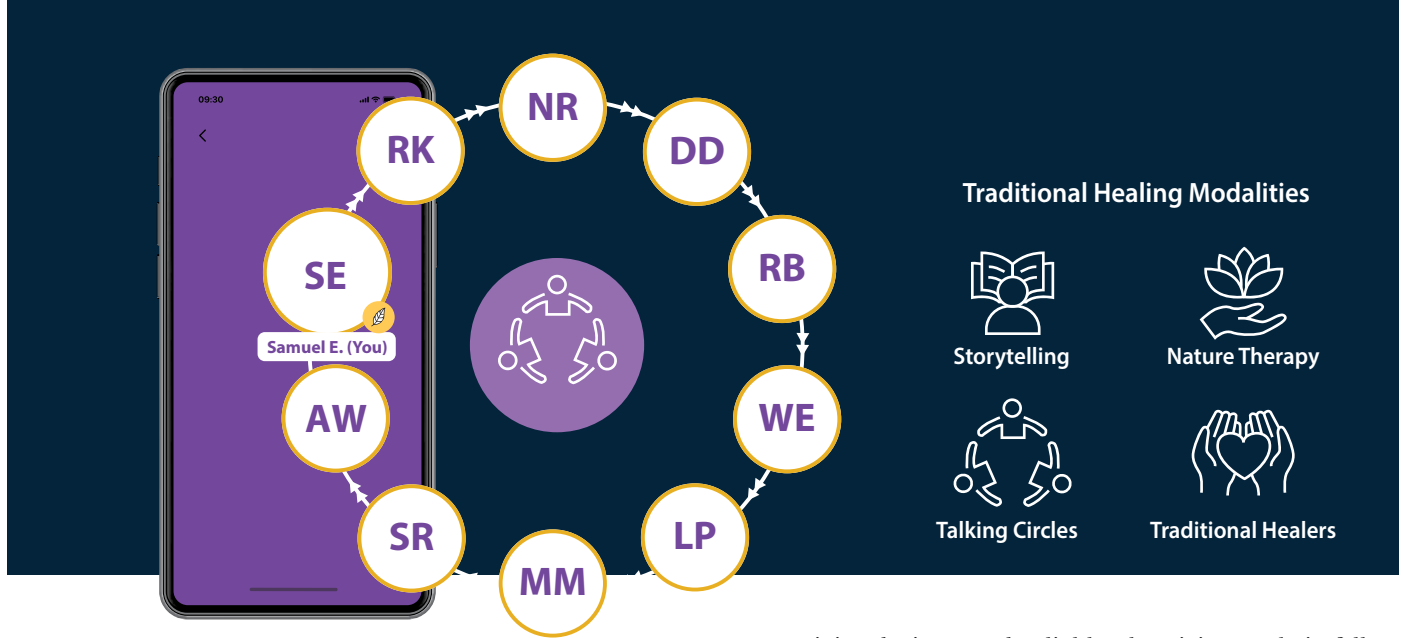 09:30
NR
RK
DD
RB
SE
Samuel E. (You)
AW
WE
SR
LP
MM
Traditional Healing Modalities
Storytelling
Nature Therapy
Talking Circles
Traditional Healers